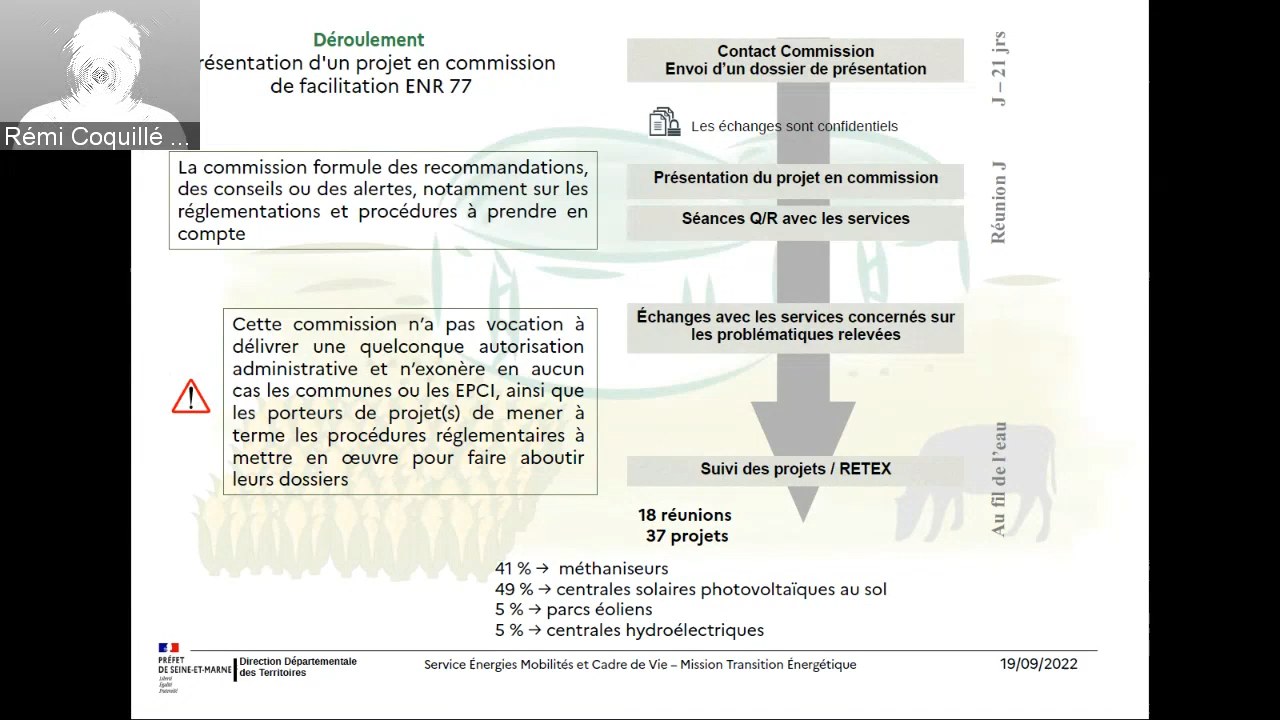 Déroulement
résentation d'un projet en commission
de facilitation ENR 77
Rémi Coquillé ...
La commission formule des recommandations,
des conseils ou des alertes, notamment sur les
réglementations et procédures à prendre en
compte
Cette commission n'a pas vocation à
délivrer une quelconque autorisation
administrative et n'exonère en aucun
cas les communes ou les EPCI, ainsi que
les porteurs de projet(s) de mener à
terme les procédures réglementaires à
mettre en œuvre pour faire aboutir
leurs dossiers
Contact Commission
Envoi d'un dossier de présentation
J – 21 jrs
Les échanges sont confidentiels
Présentation du projet en commission
Séances Q/R avec les services
Réunion J
Échanges avec les services concernés sur
les problématiques relevées
Suivi des projets / RETEX
Au fil de l'eau
18 réunions
37 projets
41 % → méthaniseurs
49 % → centrales solaires photovoltaïques au sol
5 % → parcs éoliens
5 % → centrales hydroélectriques
PRÉFET
DE SEINE-ET-MARNE
Liberté
Égalité
Fraternité
Direction Départementale
des Territoires
Service Énergies Mobilités et Cadre de Vie – Mission Transition Énergétique
19/09/2022